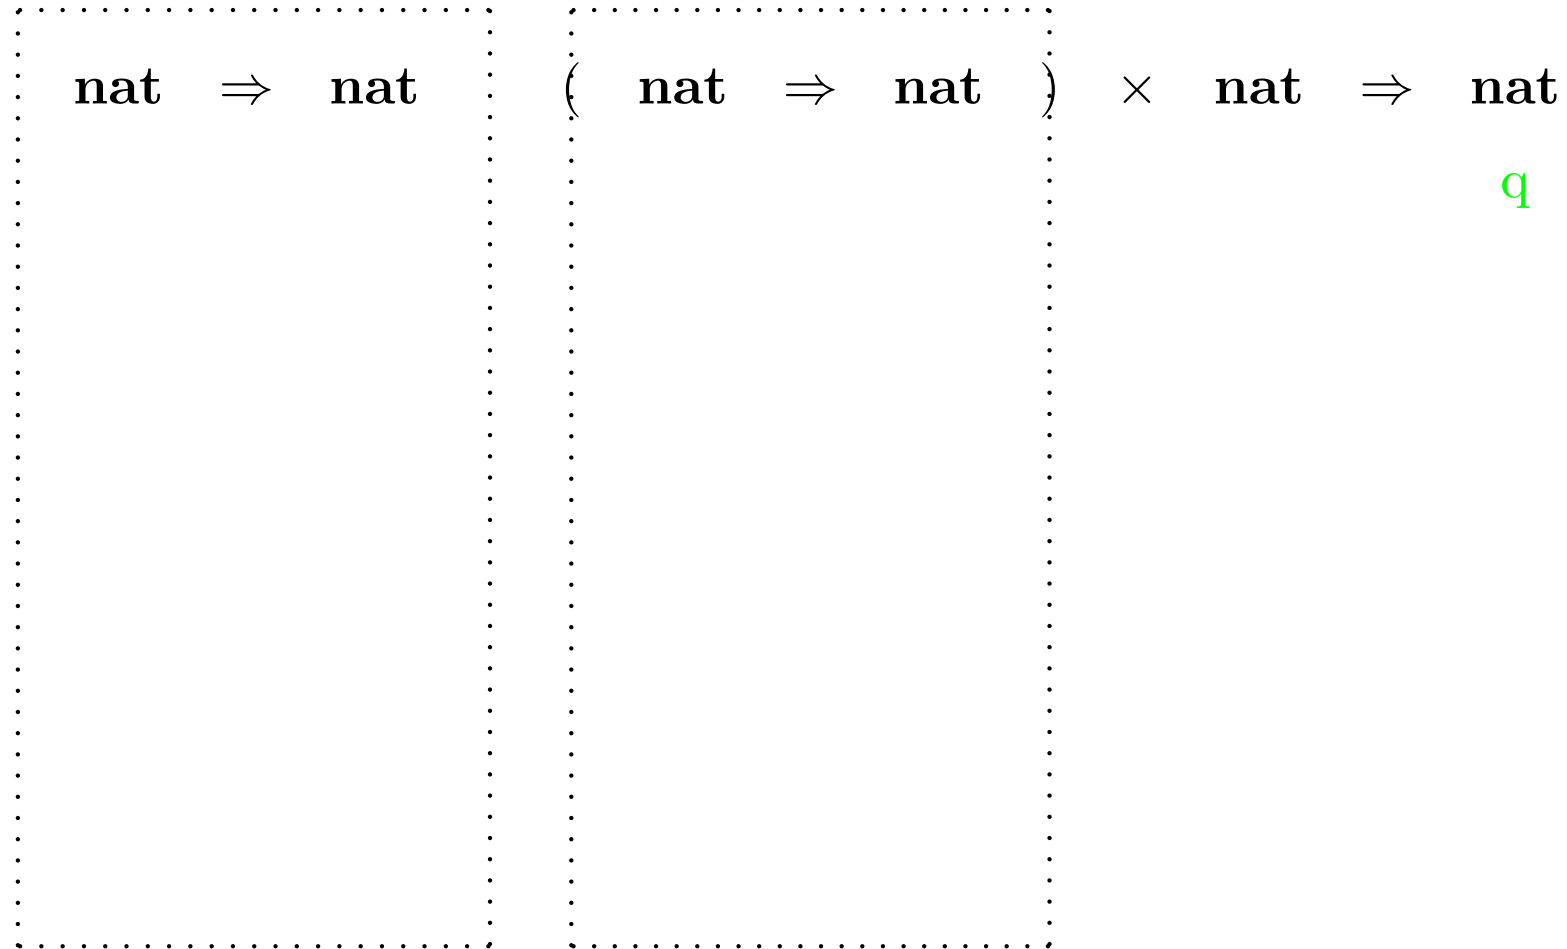 nat ⇒ nat ( nat ⇒ nat ) × nat ⇒ nat
q